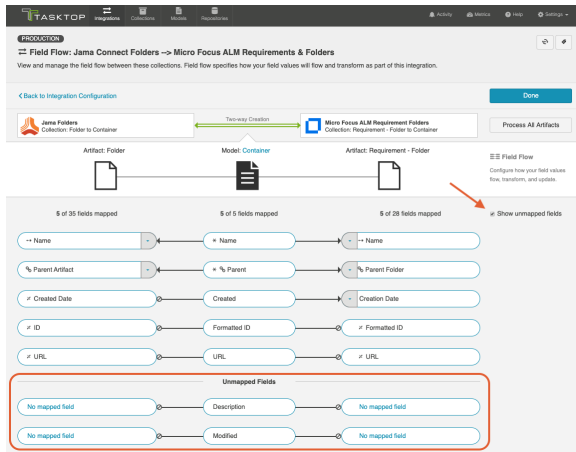 TASKTOP
Integrations
Collections
Models
Repositories
Activity
Metrics
Help
Settings
PRODUCTION
Field Flow: Jama Connect Folders --> Micro Focus ALM Requirements & Folders
View and manage the field flow between these collections. Field flow specifies how your field values will flow and transform as part of this integration.
Back to Integration Configuration
Done
Jama Folders
Collection: Folder to Container
Two-way Creation
Micro Focus ALM Requirement Folders
Collection: Requirement - Folder to Container
Process All Artifacts
Artifact: Folder
Model: Container
Artifact: Requirement - Folder
Field Flow
Configure how your field values
flow, transform, and update.
5 of 35 fields mapped
5 of 5 fields mapped
5 of 28 fields mapped
Show unmapped fields
Name
Name
Name
Parent Artifact
Parent
Parent Folder
Created Date
Created
Creation Date
ID
Formatted ID
Formatted ID
URL
URL
URL
Unmapped Fields
No mapped field
Description
No mapped field
No mapped field
Modified
No mapped field